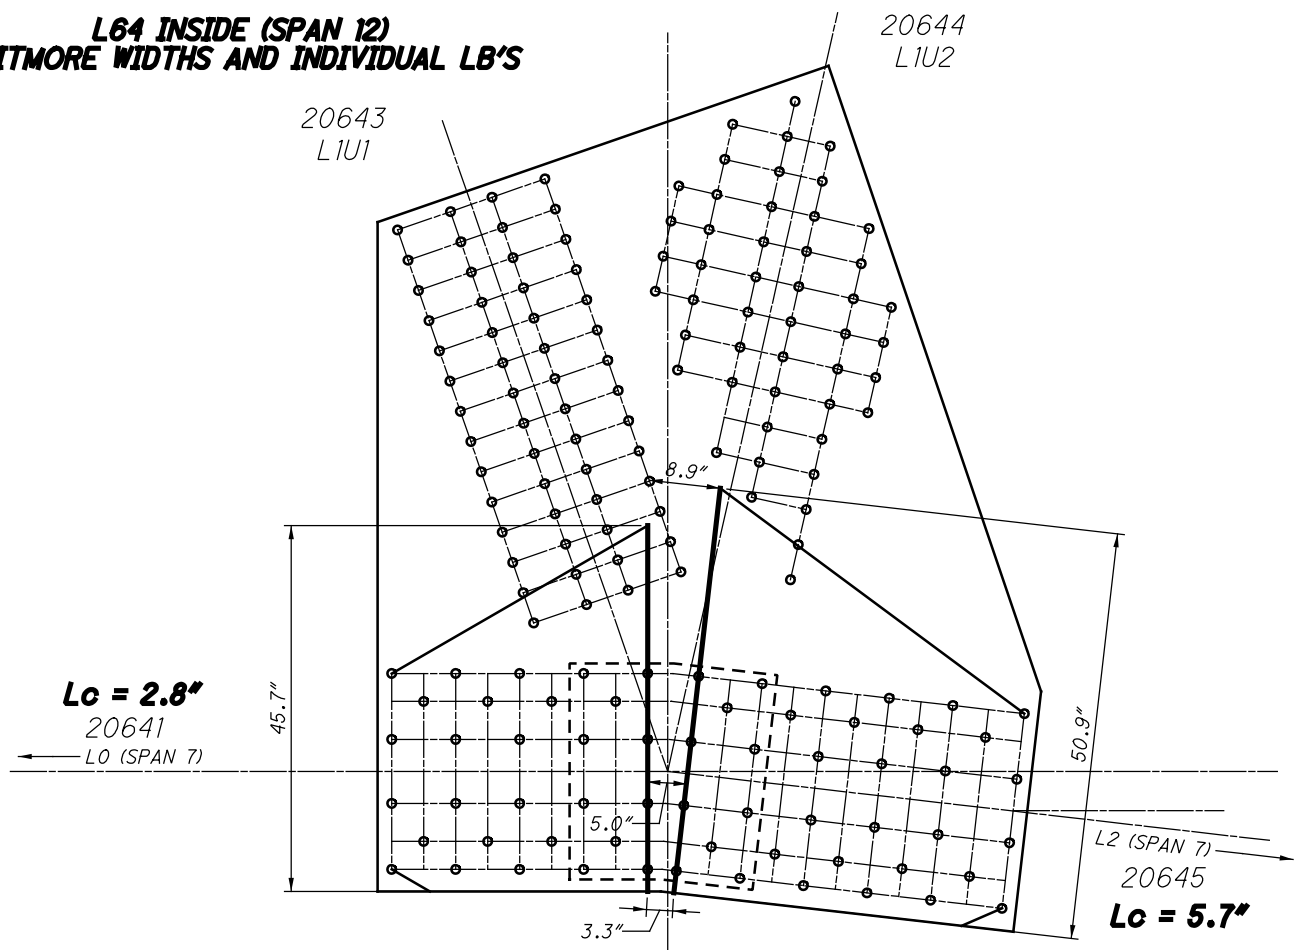 L64 INSIDE (SPAN 12)
ITMORE WIDTHS AND INDIVIDUAL LB'S
20644
L1U2
20643
L1U1
8.9"
45.7"
50.9"
Lc = 2.8"
20641
L0 (SPAN 7)
5.0"
L2 (SPAN 7)
20645
Lc = 5.7"
3.3"